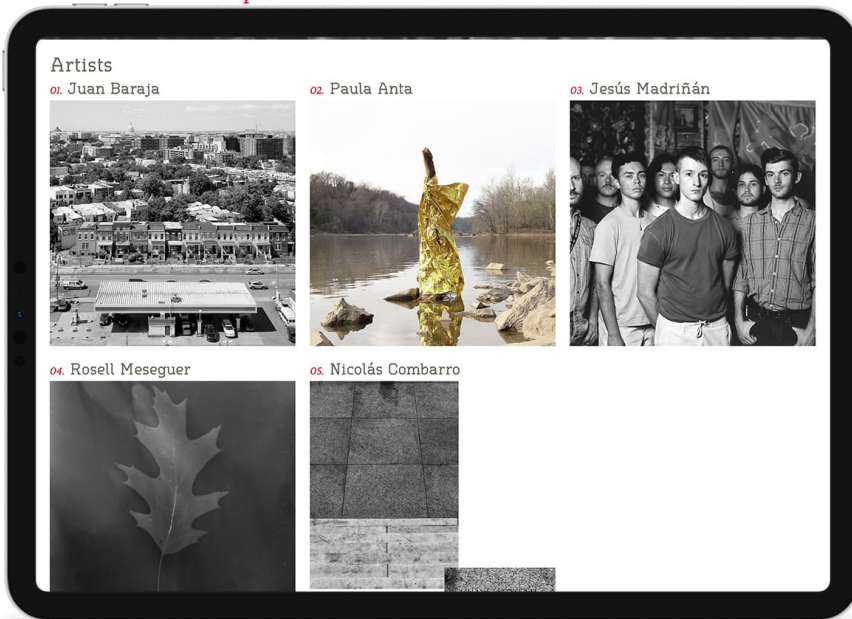 Artists
01. Juan Baraja
02. Paula Anta
03. Jesús Madriñán
04. Rosell Meseguer
05. Nicolás Combarro